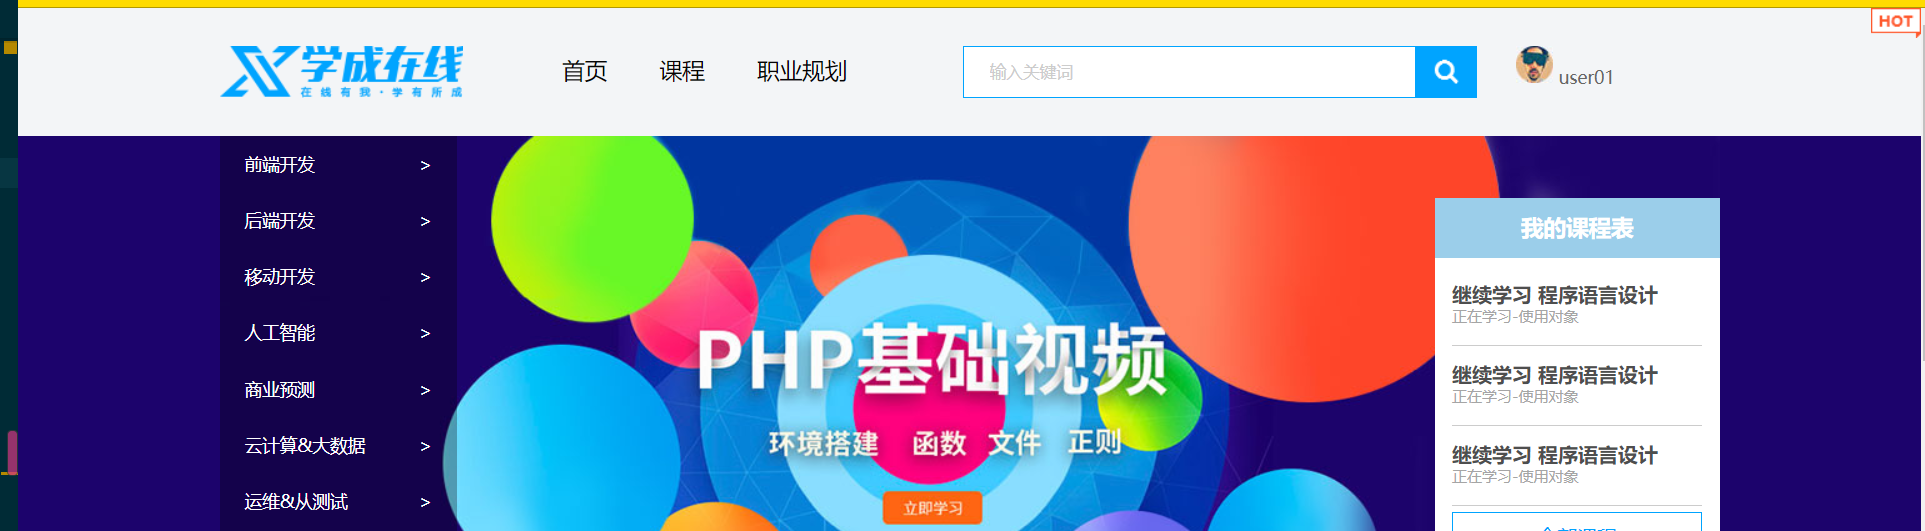 HOT
学成在线
在线有我·学有所成
首页 课程 职业规划
输入关键词
user01
前端开发 >
后端开发 >
移动开发 >
人工智能 >
商业预测 >
云计算&大数据 >
运维&从测试 >
PHP基础视频
环境搭建 函数 文件 正则
立即学习
我的课程表
继续学习 程序语言设计
正在学习-使用对象
继续学习 程序语言设计
正在学习-使用对象
继续学习 程序语言设计
正在学习-使用对象